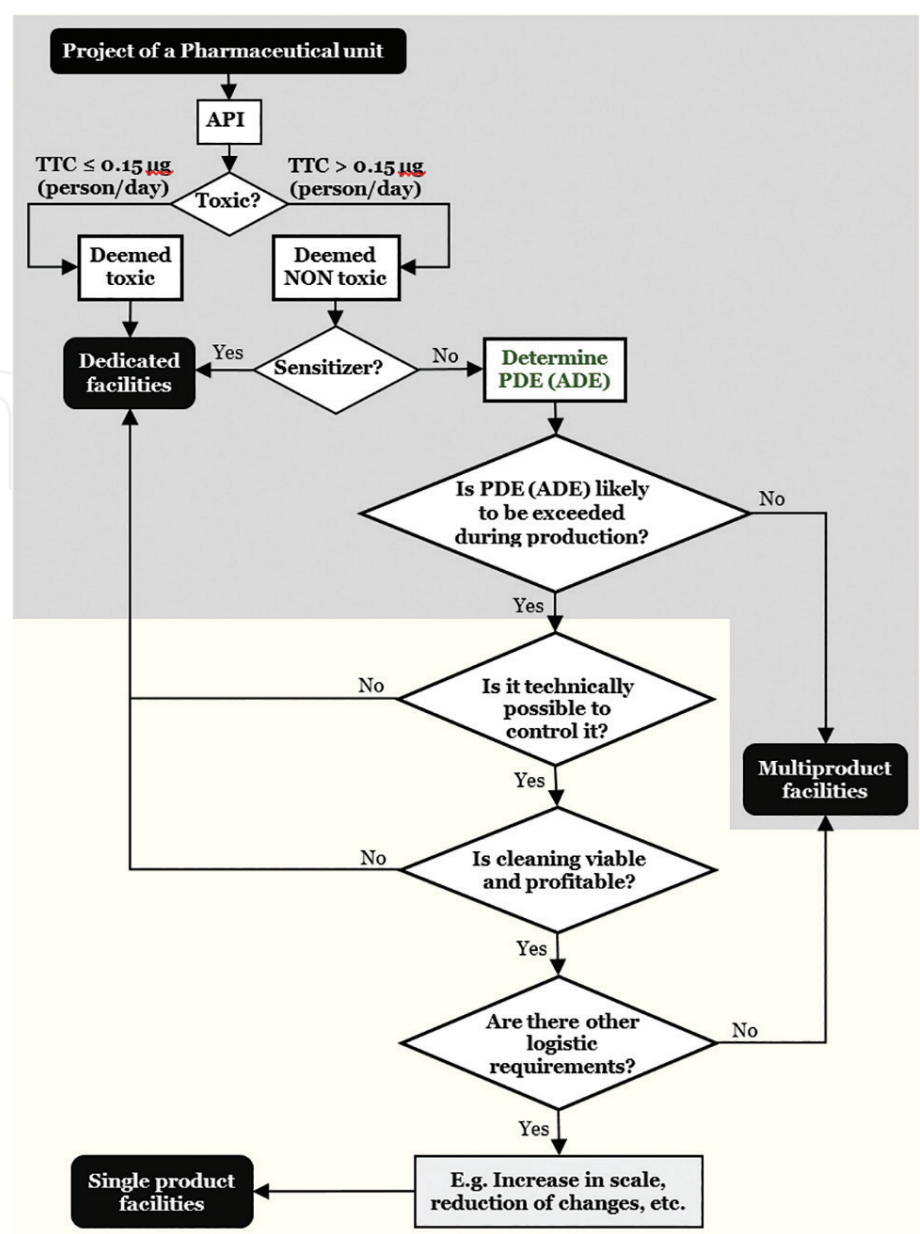 Project of a Pharmaceutical unit
API
TTC ≤ 0.15 µg
(person/day)
TTC > 0.15 µg
(person/day)
Toxic?
Deemed
toxic
Deemed
NON toxic
Dedicated
facilities
Yes
Sensitizer?
No
Determine
PDE (ADE)
Is PDE (ADE) likely
to be exceeded
during production?
No
Yes
No
Is it technically
possible to
control it?
Multiproduct
facilities
Yes
No
Is cleaning viable
and profitable?
Yes
Are there other
logistic
requirements?
No
Yes
Single product
facilities
E.g. Increase in scale,
reduction of changes, etc.